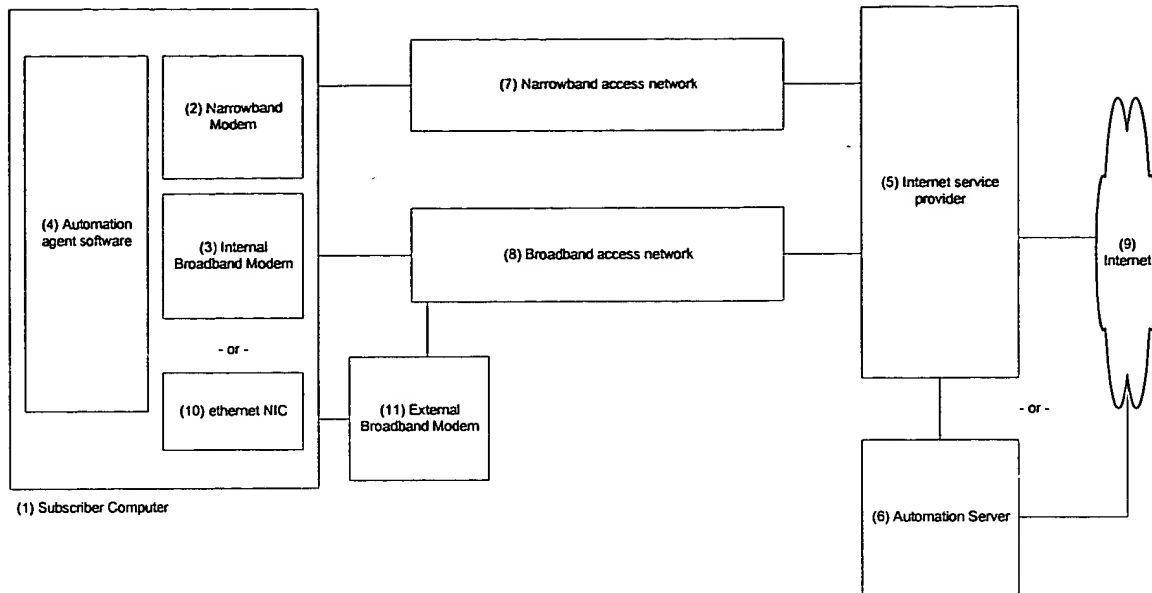 (2) Narrowband
Modem
(7) Narrowband access network
(4) Automation
agent software
(3) Internal
Broadband Modem
(8) Broadband access network
(5) Internet service
provider
(9)
Internet
- or -
(10) ethernet NIC
(11) External
Broadband Modem
- or -
(1) Subscriber Computer
(6) Automation Server